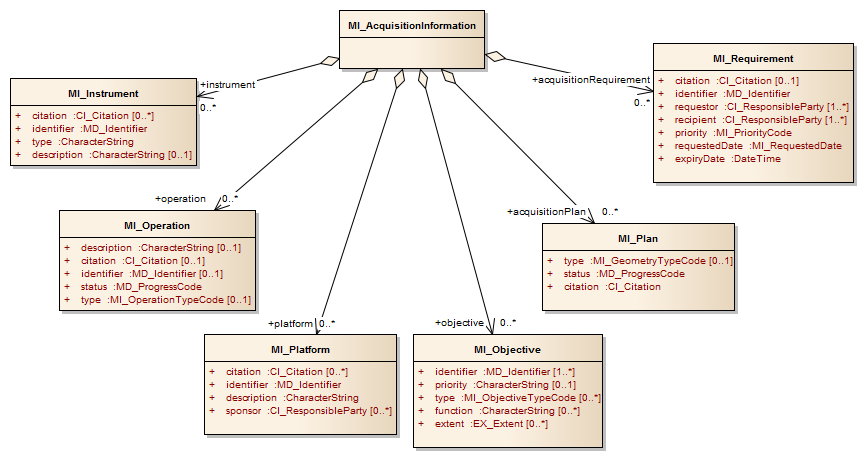 MI_AcquisitionInformation
+instrument
0..*
+acquisitionRequirement
0..*
MI_Requirement
+ citation :CI_Citation [0..1]
+ identifier :MD_Identifier
+ requestor :CI_ResponsibleParty [1..*]
+ recipient :CI_ResponsibleParty [1..*]
+ priority :MI_PriorityCode
+ requestedDate :MI_RequestedDate
+ expiryDate :DateTime
MI_Instrument
+ citation :CI_Citation [0..*]
+ identifier :MD_Identifier
+ type :CharacterString
+ description :CharacterString [0..1]
+operation 0..*
MI_Operation
+ description :CharacterString [0..1]
+ citation :CI_Citation [0..1]
+ identifier :MD_Identifier [0..1]
+ status :MD_ProgressCode
+ type :MI_OperationTypeCode [0..1]
+acquisitionPlan 0..*
MI_Plan
+ type :MI_GeometryTypeCode [0..1]
+ status :MD_ProgressCode
+ citation :CI_Citation
+platform 0..*
MI_Platform
+ citation :CI_Citation [0..*]
+ identifier :MD_Identifier
+ description :CharacterString
+ sponsor :CI_ResponsibleParty [0..*]
+objective 0..*
MI_Objective
+ identifier :MD_Identifier [1..*]
+ priority :CharacterString [0..1]
+ type :MI_ObjectiveTypeCode [0..*]
+ function :CharacterString [0..*]
+ extent :EX_Extent [0..*]